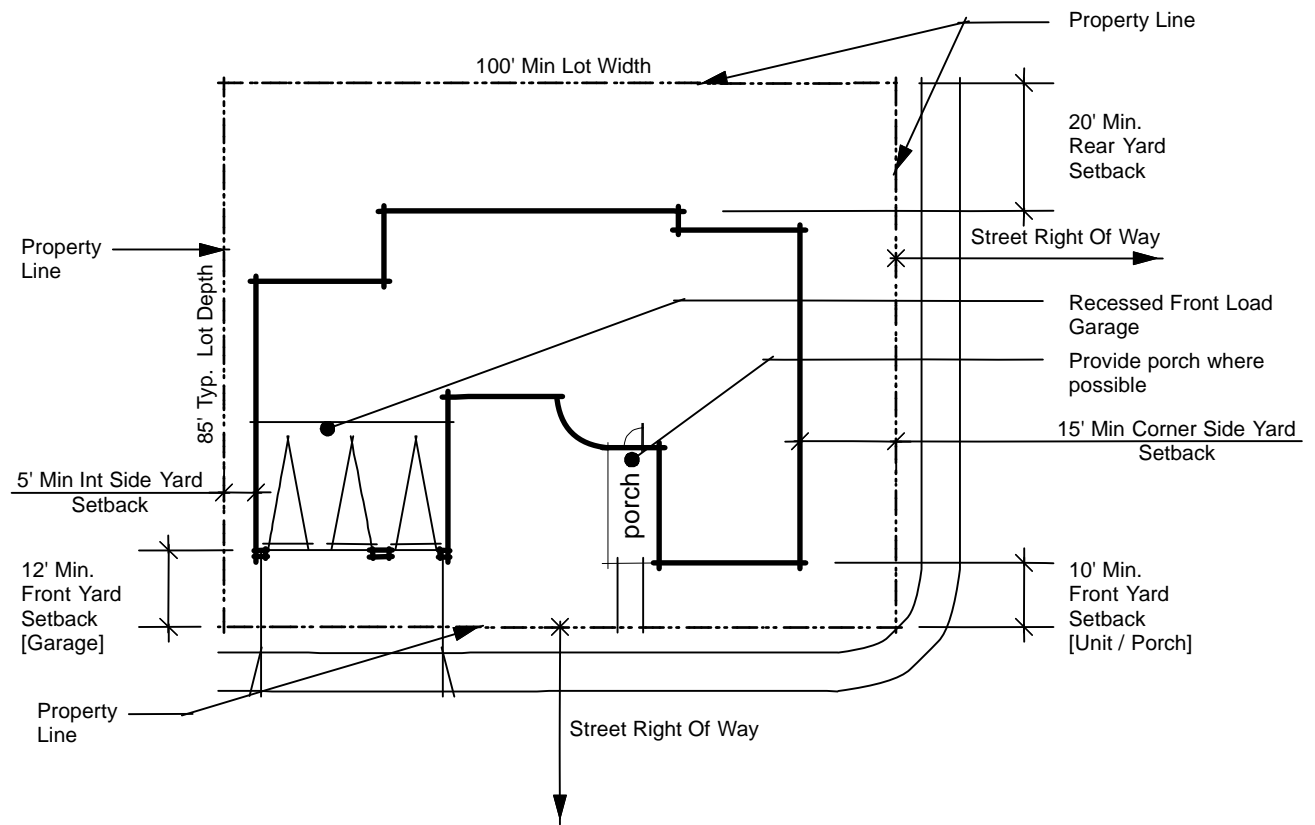 Property Line
100' Min Lot Width
20' Min.
Rear Yard
Setback
Street Right Of Way
Property
Line
85' Typ. Lot Depth
Recessed Front Load
Garage
Provide porch where
possible
15' Min Corner Side Yard
Setback
5' Min Int Side Yard
Setback
porch
12' Min.
Front Yard
Setback
[Garage]
10' Min.
Front Yard
Setback
[Unit / Porch]
Property
Line
Street Right Of Way